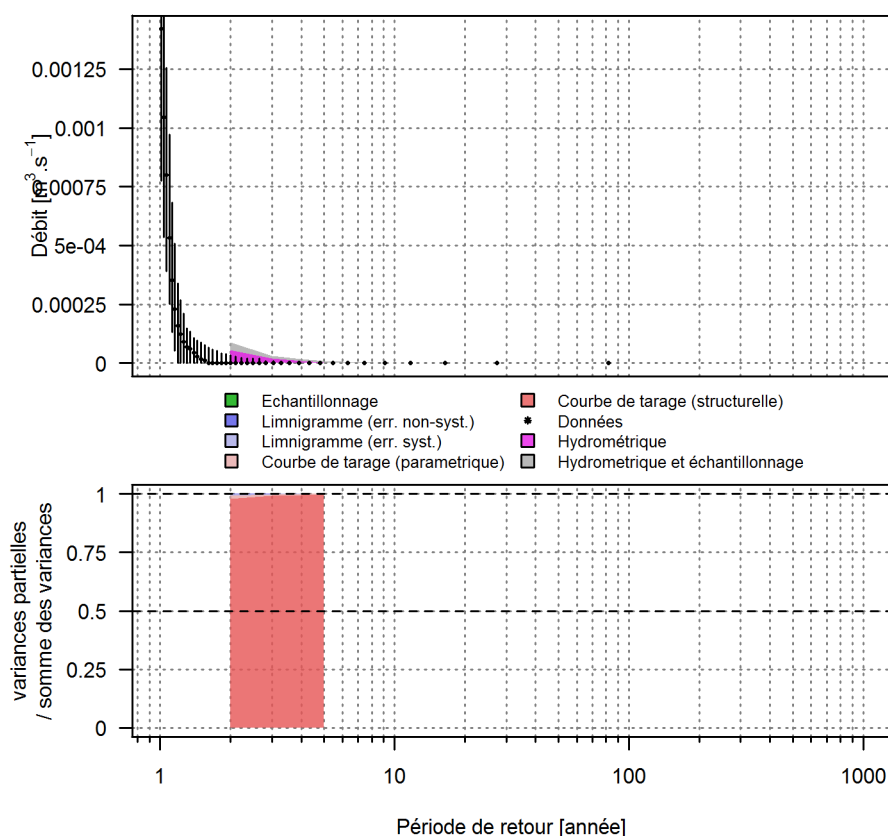 0.00125
0.001
0.00075
5e-04
0.00025
0
Débit [m³.s⁻¹]
Echantillonnage
Limnigramme (err. non-syst.)
Limnigramme (err. syst.)
Courbe de tarage (parametrique)
Courbe de tarage (structurelle)
Données
Hydrométrique
Hydrometrique et échantillonnage
1
0.75
0.5
0.25
0
variances partielles
/ somme des variances
1 10 100 1000
Période de retour [année]